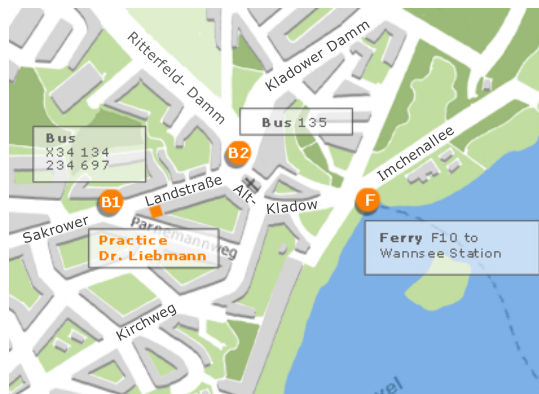 Ritterfeld- Damm
Kladower Damm
Bus 135
Bus
X34 134
234 697
B2
Imchenallee
Landstraße
Alt-
Kladow
B1
F
Sakrower
Parnemannweg
Practice
Dr. Liebmann
Ferry F10 to
Wannsee Station
Kirchweg